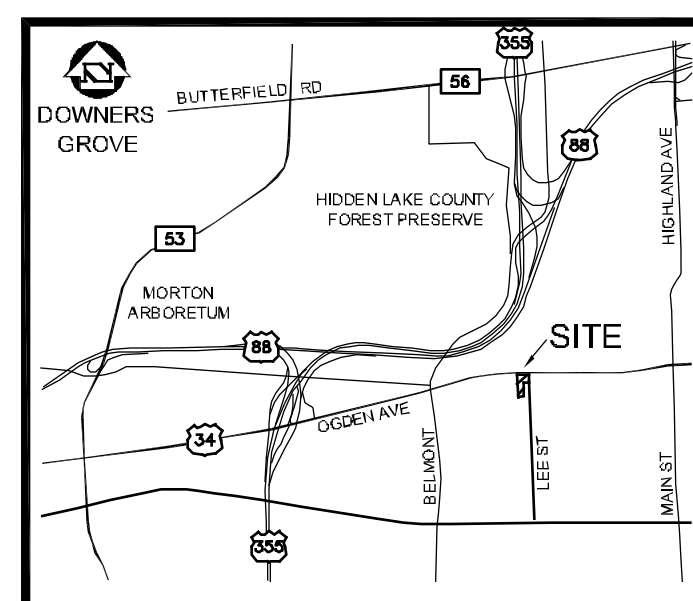 355
N
DOWNERS
GROVE
BUTTERFIELD RD
56
88
HIGHLAND AVE
HIDDEN LAKE COUNTY
FOREST PRESERVE
53
MORTON
ARBORETUM
88
SITE
OGDEN AVE
34
BELMONT
LEE ST
MAIN ST
355